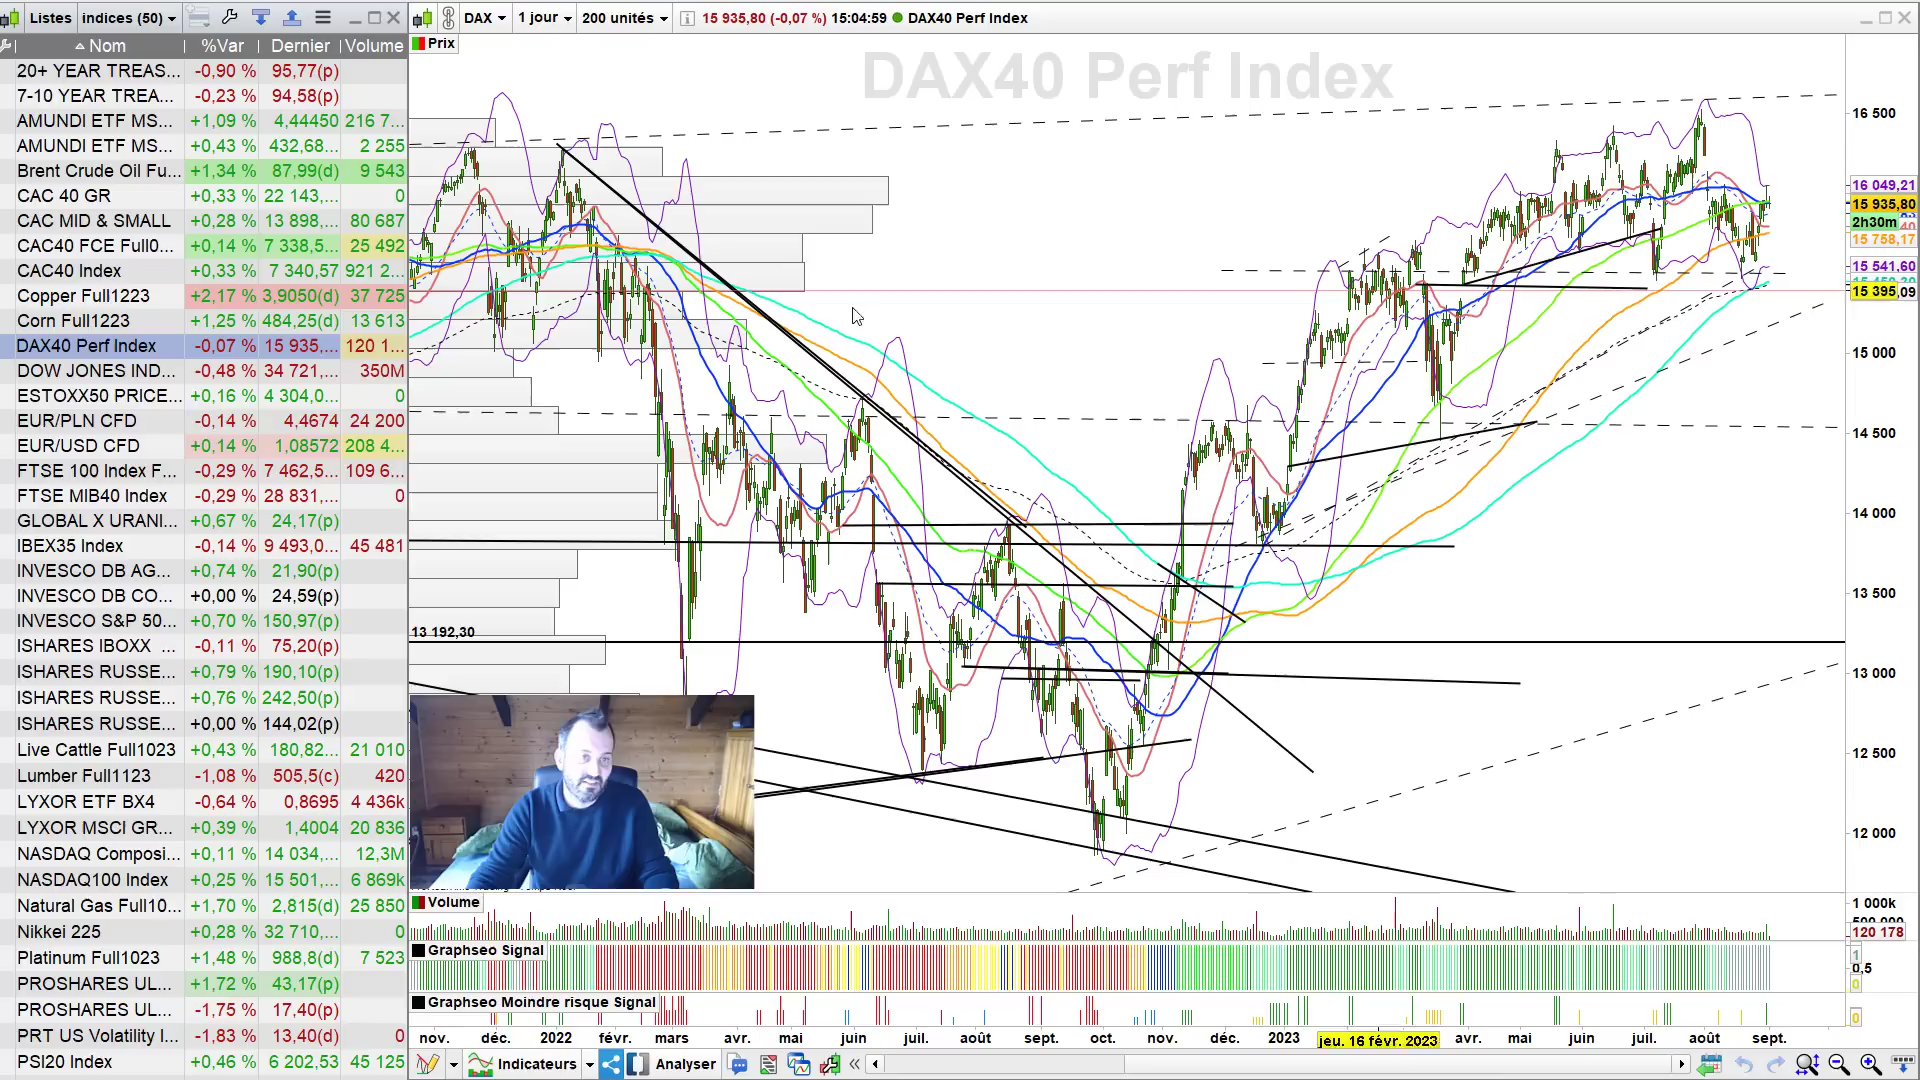 Listes
indices (50)
DAX
1 jour
200 unités
15 935,80 (-0,07 %) 15:04:59
DAX40 Perf Index
Nom
%Var
Dernier
Volume
Prix
DAX40 Perf Index
20+ YEAR TREAS... -0,90 % 95,77(p)
7-10 YEAR TREA... -0,23 % 94,58(p)
AMUNDI ETF MS... +1,09 % 4,44450 216 7...
AMUNDI ETF MS... +0,43 % 432,68... 2 255
Brent Crude Oil Fu... +1,34 % 87,99(d) 9 543
CAC 40 GR +0,33 % 22 143,... 0
CAC MID & SMALL +0,28 % 13 898,... 80 687
CAC40 FCE Full0... +0,14 % 7 338,5... 25 492
CAC40 Index +0,33 % 7 340,57 921 2...
Copper Full1223 +2,17 % 3,9050(d) 37 725
Corn Full1223 +1,25 % 484,25(d) 13 613
DAX40 Perf Index -0,07 % 15 935,... 120 1...
DOW JONES IND... -0,48 % 34 721,... 350M
ESTOXX50 PRICE... +0,16 % 4 304,0... 0
EUR/PLN CFD -0,14 % 4,4674 24 200
EUR/USD CFD +0,14 % 1,08572 208 4...
FTSE 100 Index F... -0,29 % 7 462,5... 109 6...
FTSE MIB40 Index -0,29 % 28 831,... 0
GLOBAL X URANI... +0,67 % 24,17(p)
IBEX35 Index -0,14 % 9 493,0... 45 481
INVESCO DB AG... +0,74 % 21,90(p)
INVESCO DB CO... +0,00 % 24,59(p)
INVESCO S&P 50... +0,70 % 150,97(p)
ISHARES IBOXX -0,11 % 75,20(p)
ISHARES RUSSE... +0,79 % 190,10(p)
ISHARES RUSSE... +0,76 % 242,50(p)
ISHARES RUSSE... +0,00 % 144,02(p)
Live Cattle Full1023 +0,43 % 180,82... 21 010
Lumber Full1123 -1,08 % 505,5(c) 420
LYXOR ETF BX4 -0,64 % 0,8695 4 436k
LYXOR MSCI GR... +0,39 % 1,4004 20 836
NASDAQ Composi... +0,11 % 14 034,... 12,3M
NASDAQ100 Index +0,25 % 15 501,... 6 869k
Natural Gas Full10... +1,70 % 2,815(d) 25 850
Nikkei 225 +0,28 % 32 710,... 0
Platinum Full1023 +1,48 % 988,8(d) 7 523
PROSHARES UL... +1,72 % 43,17(p)
PROSHARES UL... -1,75 % 17,40(p)
PRT US Volatility I... -1,83 % 13,40(d) 0
PSI20 Index +0,46 % 6 202,53 45 125
16 500
16 049,21
15 935,80
2h30m
15 758,17
15 541,60
15 395,09
15 000
14 500
14 000
13 500
13 192,30
13 000
12 500
12 000
Volume
1 000k
120 178
Graphseo Signal
1
0,5
0
Graphseo Moindre risque Signal
0
nov. déc. 2022 févr. mars avr. mai juin juil. août sept. oct. nov. déc. 2023 jeu. 16 févr. 2023 avr. mai juin juil. août sept.
Indicateurs
Analyser